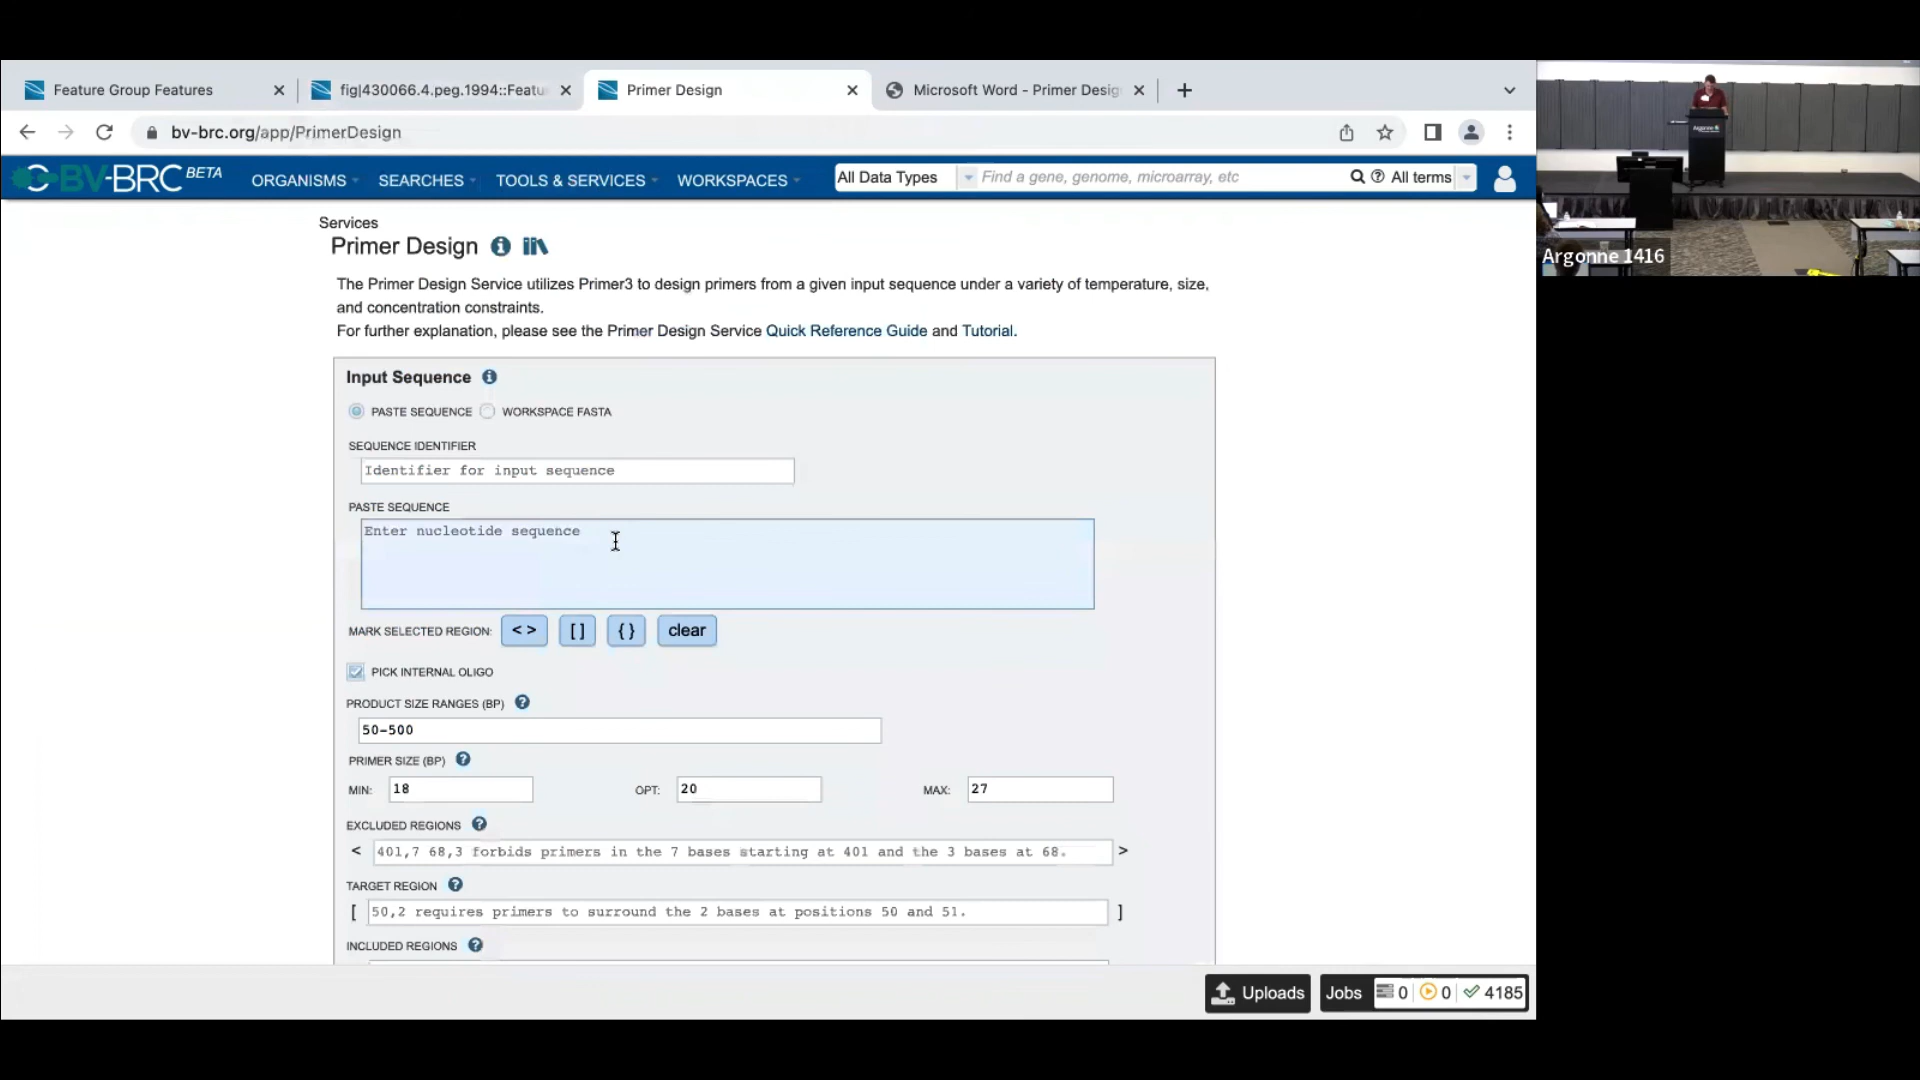 Feature Group Features
fig|430066.4.peg.1994::Featu
Primer Design
Microsoft Word - Primer Desig
bv-brc.org/app/PrimerDesign
BV-BRC BETA
ORGANISMS
SEARCHES
TOOLS & SERVICES
WORKSPACES
All Data Types
Find a gene, genome, microarray, etc
All terms
Argonne
Argonne 1416
Services
Primer Design
The Primer Design Service utilizes Primer3 to design primers from a given input sequence under a variety of temperature, size,
and concentration constraints.
For further explanation, please see the Primer Design Service Quick Reference Guide and Tutorial.
Input Sequence
PASTE SEQUENCE WORKSPACE FASTA
SEQUENCE IDENTIFIER
Identifier for input sequence
PASTE SEQUENCE
Enter nucleotide sequence
MARK SELECTED REGION: < > [ ] { } clear
PICK INTERNAL OLIGO
PRODUCT SIZE RANGES (BP)
50-500
PRIMER SIZE (BP)
MIN: 18 OPT: 20 MAX: 27
EXCLUDED REGIONS
< 401,7 68,3 forbids primers in the 7 bases starting at 401 and the 3 bases at 68. >
TARGET REGION
[ 50,2 requires primers to surround the 2 bases at positions 50 and 51. ]
INCLUDED REGIONS
Uploads
Jobs 0 0 4185